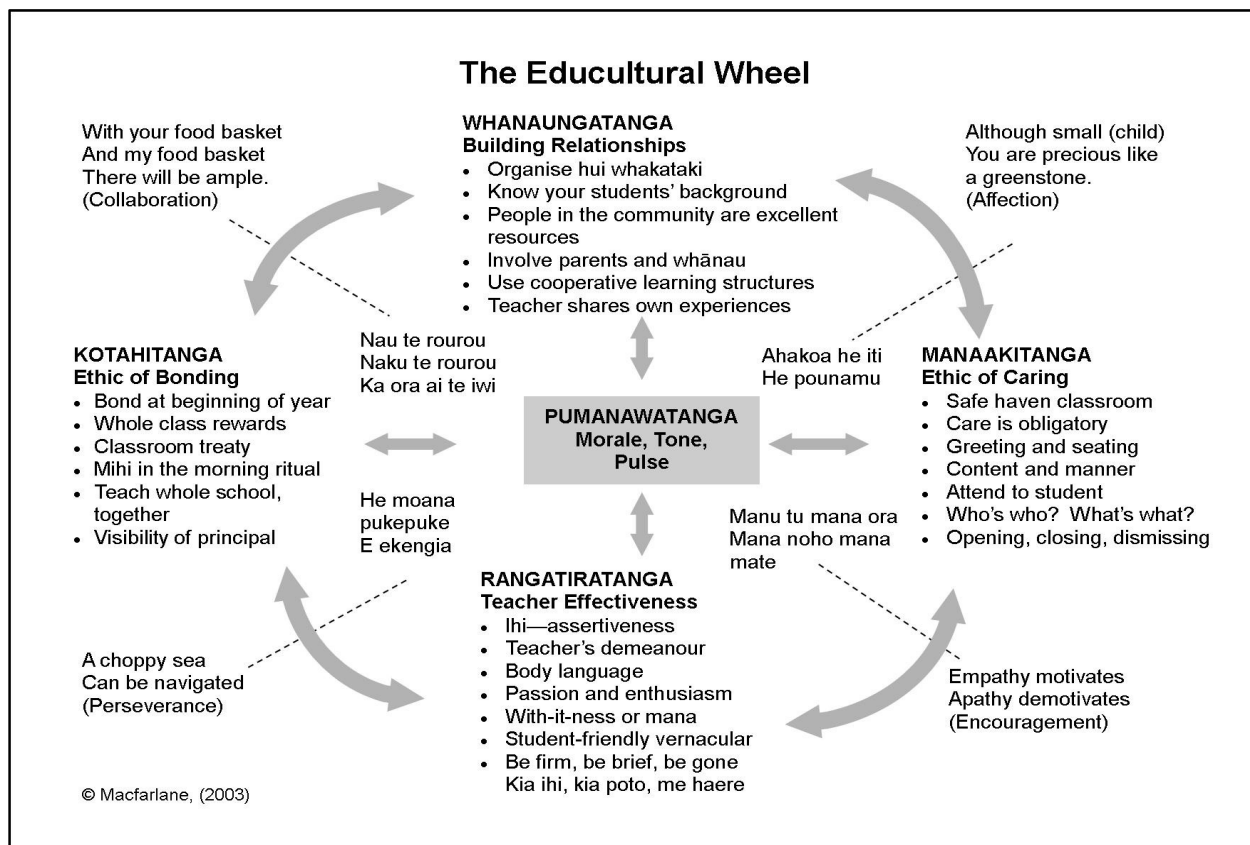 The Educultural Wheel
With your food basket
And my food basket
There will be ample.
(Collaboration)
WHANAUNGATANGA
Building Relationships
• Organise hui whakataki
• Know your students' background
• People in the community are excellent
resources
• Involve parents and whānau
• Use cooperative learning structures
• Teacher shares own experiences
Although small (child)
You are precious like
a greenstone.
(Affection)
Nau te rourou
Naku te rourou
Ka ora ai te iwi
Ahakoa he iti
He pounamu
KOTAHITANGA
Ethic of Bonding
• Bond at beginning of year
• Whole class rewards
• Classroom treaty
• Mihi in the morning ritual
• Teach whole school,
together
• Visibility of principal
PUMANAWATANGA
Morale, Tone,
Pulse
MANAAKITANGA
Ethic of Caring
• Safe haven classroom
• Care is obligatory
• Greeting and seating
• Content and manner
• Attend to student
• Who's who? What's what?
• Opening, closing, dismissing
He moana
pukepuke
E ekengia
Manu tu mana ora
Mana noho mana
mate
RANGATIRATANGA
Teacher Effectiveness
• Ihi—assertiveness
• Teacher's demeanour
• Body language
• Passion and enthusiasm
• With-it-ness or mana
• Student-friendly vernacular
• Be firm, be brief, be gone
Kia ihi, kia poto, me haere
A choppy sea
Can be navigated
(Perseverance)
Empathy motivates
Apathy demotivates
(Encouragement)
© Macfarlane, (2003)